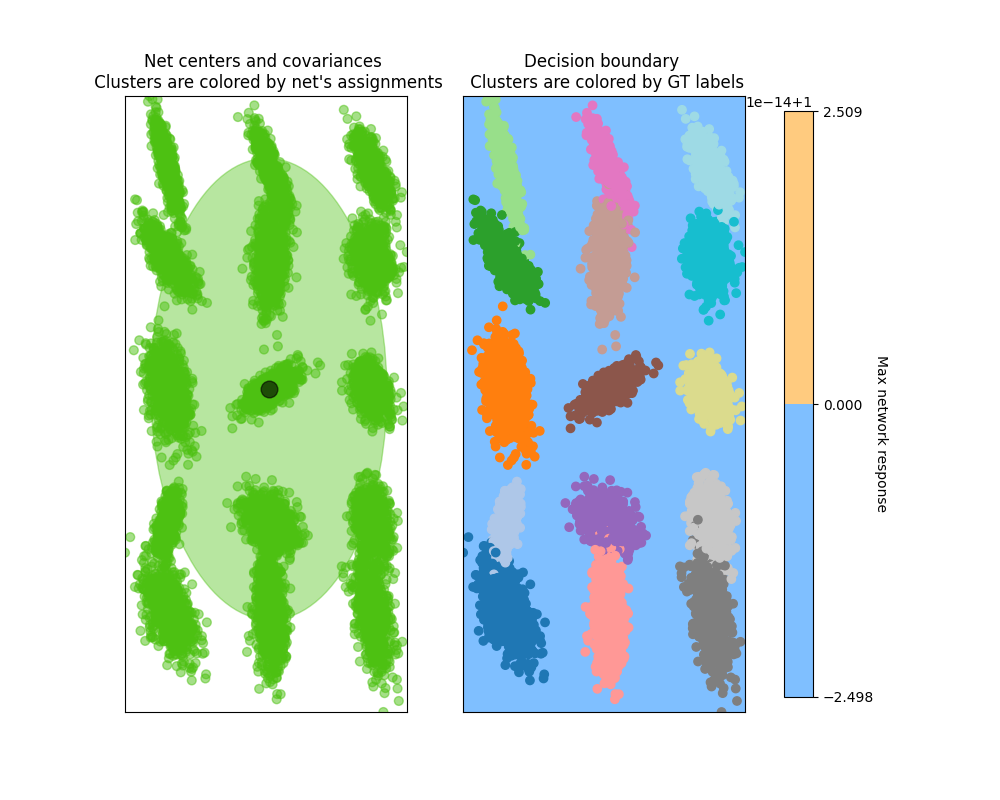 Net centers and covariances
Clusters are colored by net's assignments
Decision boundary
Clusters are colored by GT labels
1e−14+1
2.509
0.000
−2.498
Max network response